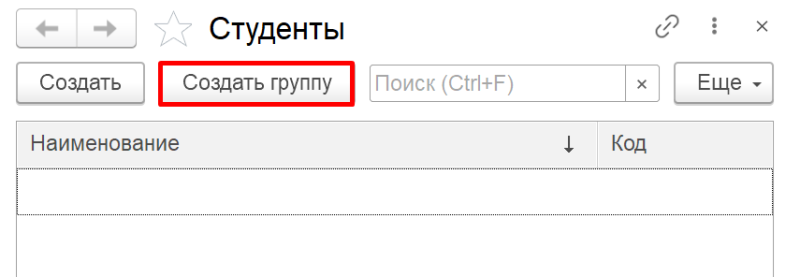 Студенты
Создать Создать группу Поиск (Ctrl+F) × Еще
Наименование ↓ Код